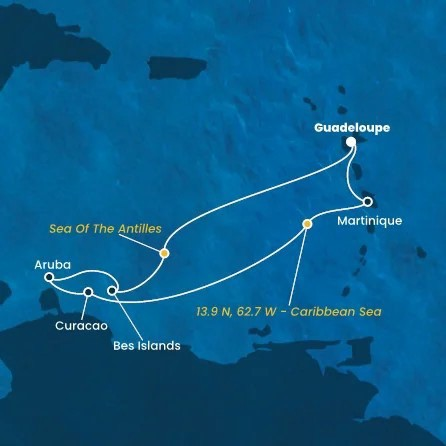 Guadeloupe
Martinique
Sea Of The Antilles
Aruba
13.9 N, 62.7 W - Caribbean Sea
Curacao
Bes Islands